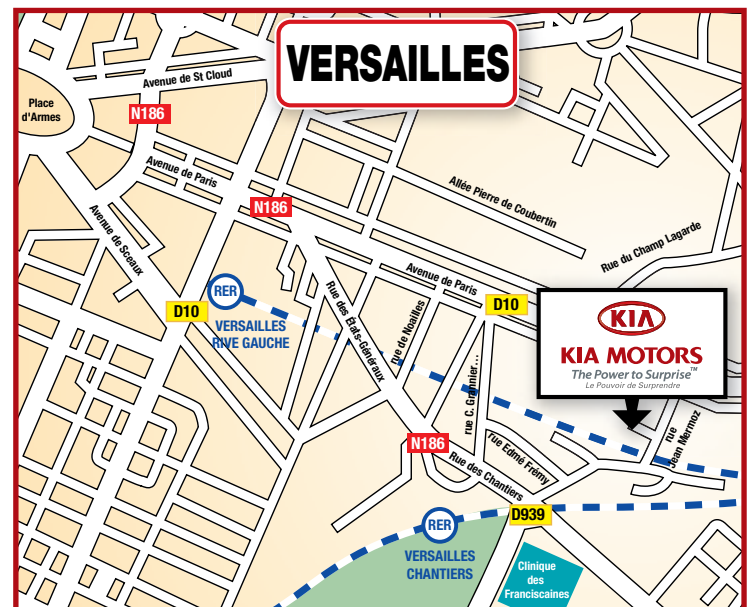 VERSAILLES
Avenue de St Cloud
Place
d'Armes
N186
Avenue de Paris
Allée Pierre de Coubertin
N186
Avenue de Sceaux
Rue du Champ Lagarde
Avenue de Paris
RER
D10
D10
VERSAILLES
RIVE GAUCHE
Rue des États-Généraux
rue de Noailles
KIA
KIA MOTORS
The Power to Surprise™
Le Pouvoir de Surprendre
rue C. Grannier...
rue
Jean Mermoz
N186
rue Edmé Frémy
Rue des Chantiers
D939
RER
VERSAILLES
CHANTIERS
Clinique
des
Franciscaines